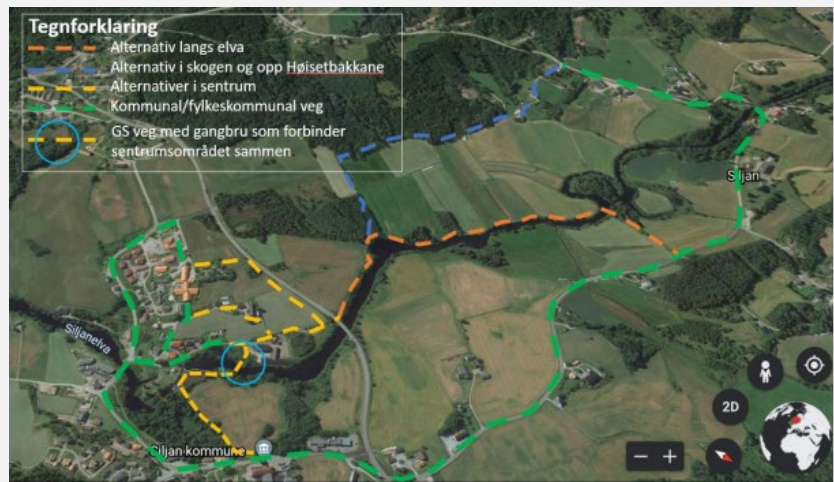 Tegnforklaring
Alternativ langs elva
Alternativ i skogen og opp Høisetbakkane
Alternativer i sentrum
Kommunal/fylkeskommunal veg
GS veg med gangbru som forbinder
sentrumsområdet sammen
Siljan
Siljanelva
Siljan kommune
2D